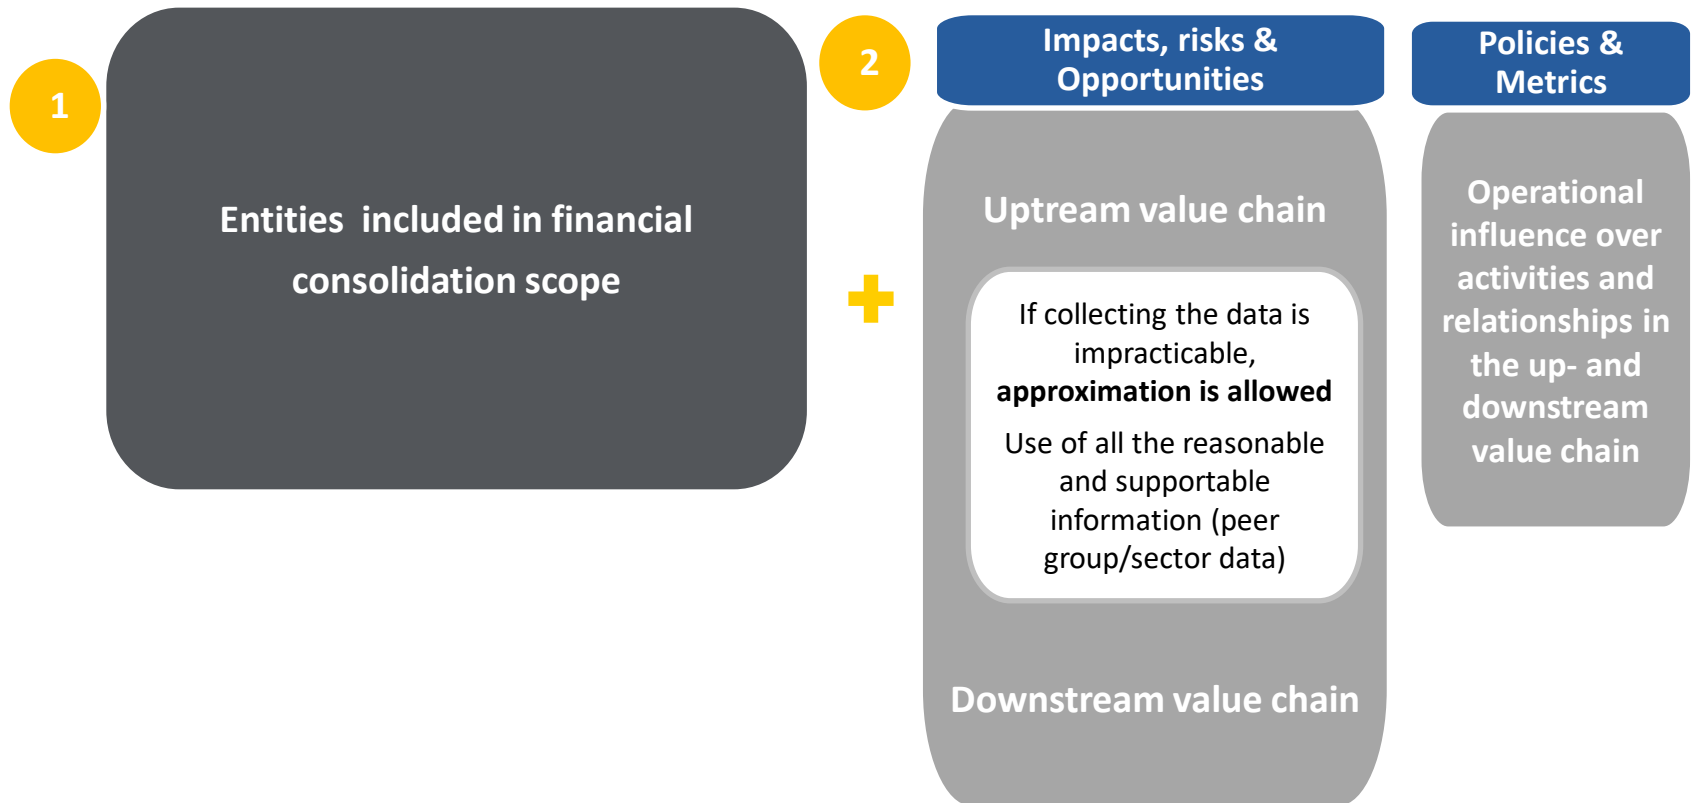 1
Entities included in financial
consolidation scope
2
Impacts, risks &
Opportunities
Uptream value chain
If collecting the data is
impracticable,
approximation is allowed
Use of all the reasonable
and supportable
information (peer
group/sector data)
Downstream value chain
Policies &
Metrics
Operational
influence over
activities and
relationships in
the up- and
downstream
value chain